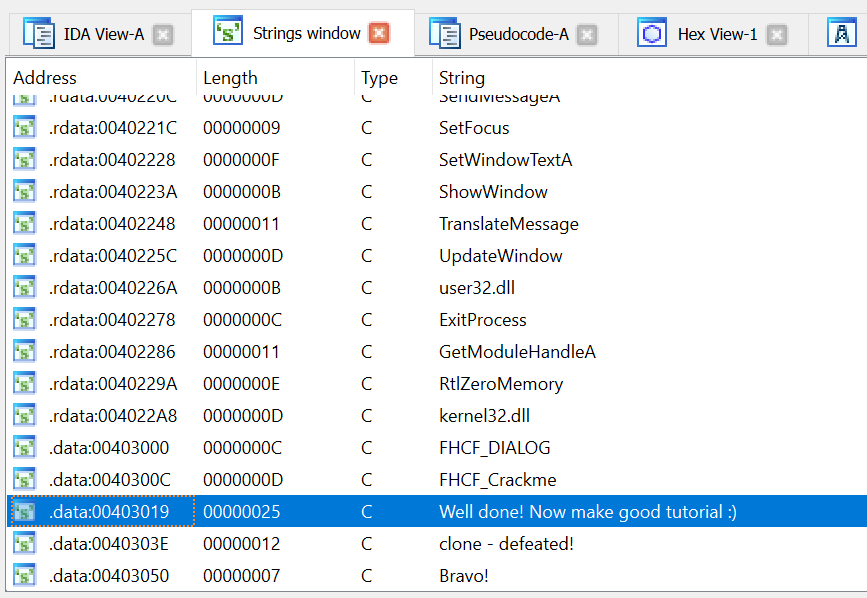 IDA View-A Strings window Pseudocode-A Hex View-1
Address Length Type String
.rdata:0040220C 0000000D C SendMessageA
.rdata:0040221C 00000009 C SetFocus
.rdata:00402228 0000000F C SetWindowTextA
.rdata:0040223A 0000000B C ShowWindow
.rdata:00402248 00000011 C TranslateMessage
.rdata:0040225C 0000000D C UpdateWindow
.rdata:0040226A 0000000B C user32.dll
.rdata:00402278 0000000C C ExitProcess
.rdata:00402286 00000011 C GetModuleHandleA
.rdata:0040229A 0000000E C RtlZeroMemory
.rdata:004022A8 0000000D C kernel32.dll
.data:00403000 0000000C C FHCF_DIALOG
.data:0040300C 0000000D C FHCF_Crackme
.data:00403019 00000025 C Well done! Now make good tutorial :)
.data:0040303E 00000012 C clone - defeated!
.data:00403050 00000007 C Bravo!